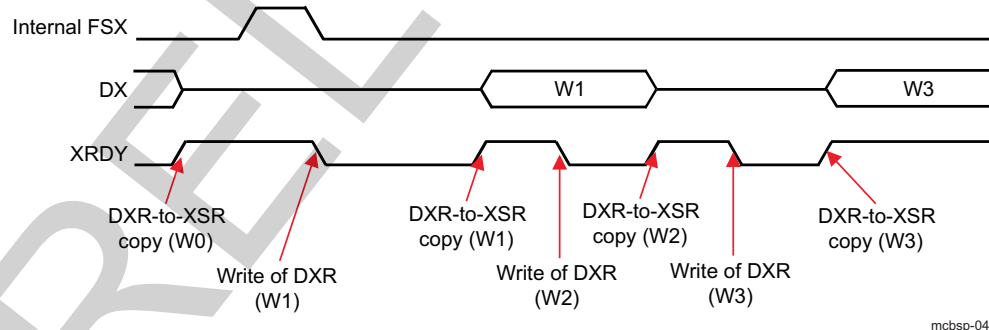 Internal FSX
DX
W1
W3
XRDY
DXR-to-XSR
copy (W0)
Write of DXR
(W1)
DXR-to-XSR
copy (W1)
Write of DXR
(W2)
DXR-to-XSR
copy (W2)
Write of DXR
(W3)
DXR-to-XSR
copy (W3)
mcbsp-04